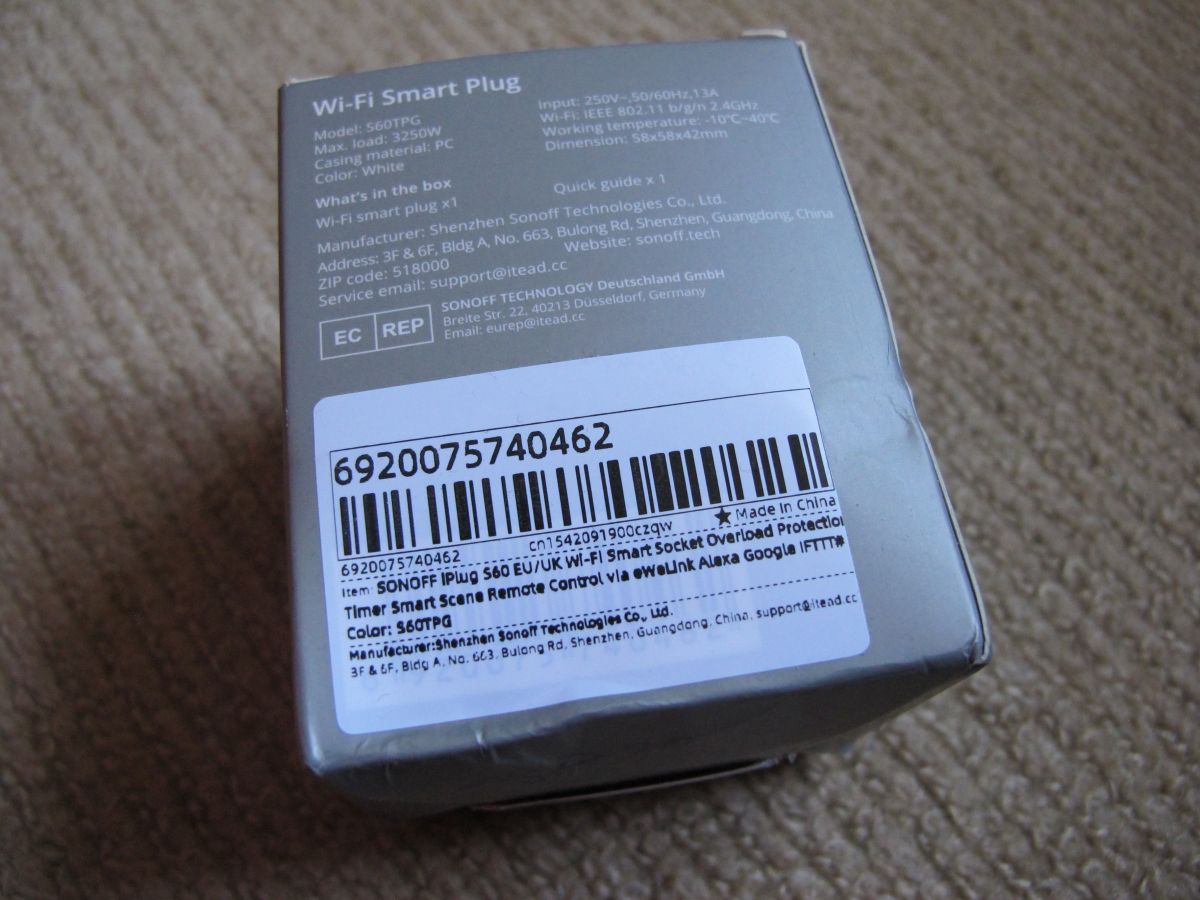 Wi-Fi Smart Plug
Model: S60TPG
Max. load: 3250W
Casing material: PC
Color: White
Input: 250V~,50/60Hz,13A
Wi-Fi: IEEE 802.11 b/g/n 2.4GHz
Working temperature: -10℃~40℃
Dimension: 58x58x42mm
What's in the box
Wi-Fi smart plug x1
Quick guide x 1
Manufacturer: Shenzhen Sonoff Technologies Co., Ltd.
Address: 3F & 6F, Bldg A, No. 663, Bulong Rd, Shenzhen, Guangdong, China
ZIP code: 518000
Website: sonoff.tech
Service email: support@itead.cc
EC REP
SONOFF TECHNOLOGY Deutschland GmbH
Breite Str. 22, 40213 Düsseldorf, Germany
Email: eurep@itead.cc
6920075740462
6920075740462
cn1542091900czqw
★ Made In China
Item: SONOFF iPlug S60 EU/UK Wi-Fi Smart Socket Overload Protection
Timer Smart Scene Remote Control via eWeLink Alexa Google IFTTT#
Color: S60TPG
Manufacturer:Shenzhen Sonoff Technologies Co., Ltd.
3F & 6F, Bldg A, No. 663, Bulong Rd, Shenzhen, Guangdong, China, support@itead.cc